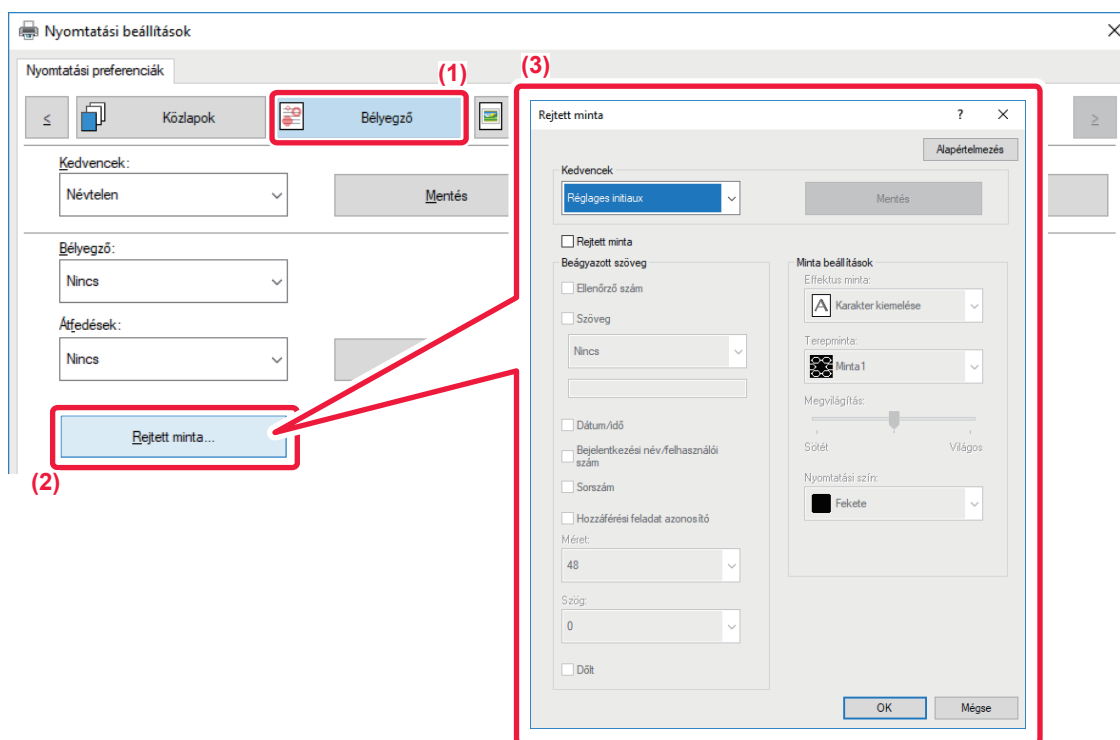 Nyomtatási beállítások
Nyomtatási preferenciák
(1)
(3)
<
Közlapok
Bélyegző
>
Kedvencek:
Névtelen
Mentés
Bélyegző:
Nincs
Átfedések:
Nincs
Rejtett minta...
(2)
Rejtett minta
?
Alapértelmezés
Kedvencek
Réglages initiaux
Mentés
Rejtett minta
Beágyazott szöveg
Ellenőrző szám
Szöveg
Nincs
Dátum/idő
Bejelentkezési név/felhasználói
szám
Sorszám
Hozzáférési feladat azonosító
Méret:
48
Szög:
0
Dőlt
Minta beállítások
Effektus minta:
A Karakter kiemelése
Terepminta:
Minta1
Megvilágítás:
Sötét Világos
Nyomtatási szín:
Fekete
OK
Mégse